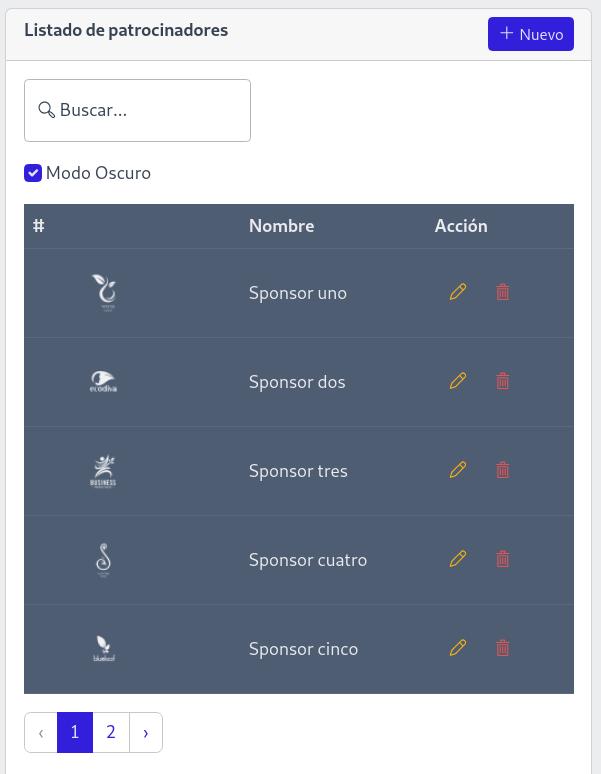 Listado de patrocinadores
+ Nuevo
Buscar...
Modo Oscuro
# Nombre Acción
Sponsor uno
ecodiva Sponsor dos
BUSINESS Sponsor tres
Sponsor cuatro
blueleaf Sponsor cinco
‹ 1 2 ›